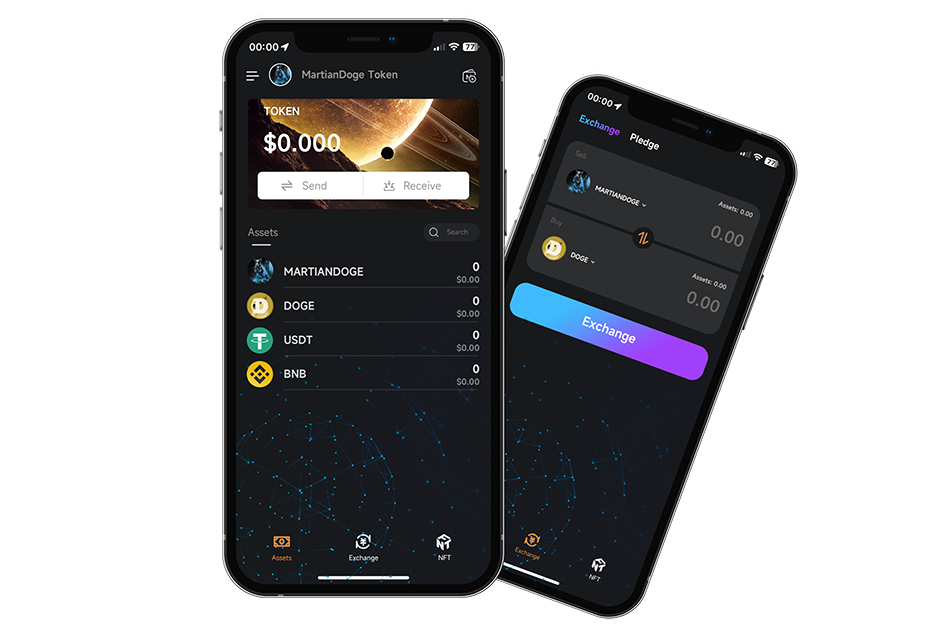 00:00
77
MartianDoge Token
TOKEN
$0.000
Send
Receive
Assets
Search
MARTIANDOGE
0
$0.00
DOGE
0
$0.00
USDT
0
$0.00
BNB
0
$0.00
Assets
Exchange
NFT
00:00
77
Exchange
Pledge
Sell
MARTIANDOGE
Assets: 0.00
0.00
Buy
DOGE
Assets: 0.00
0.00
Exchange
Exchange
NFT